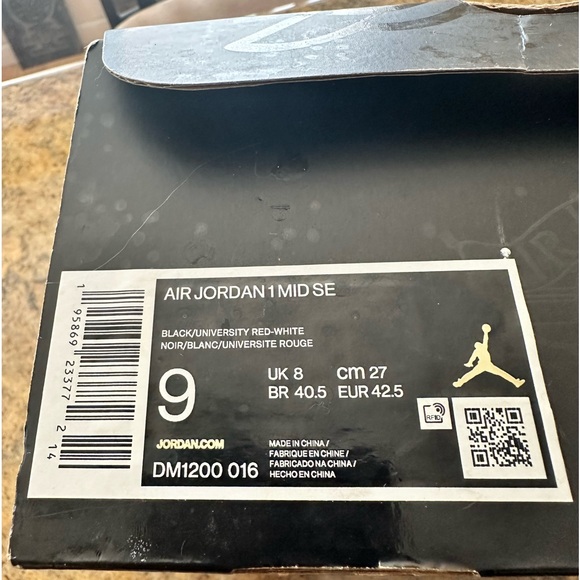 AIR JORDAN 1 MID SE
BLACK/UNIVERSITY RED-WHITE
NOIR/BLANC/UNIVERSITE ROUGE
9
UK 8 cm 27
BR 40.5 EUR 42.5
RFID
JORDAN.COM
DM1200 016
MADE IN CHINA /
FABRIQUE EN CHINE /
FABRICADO NA CHINA /
HECHO EN CHINA
1 95869 23377 2 14
AIR